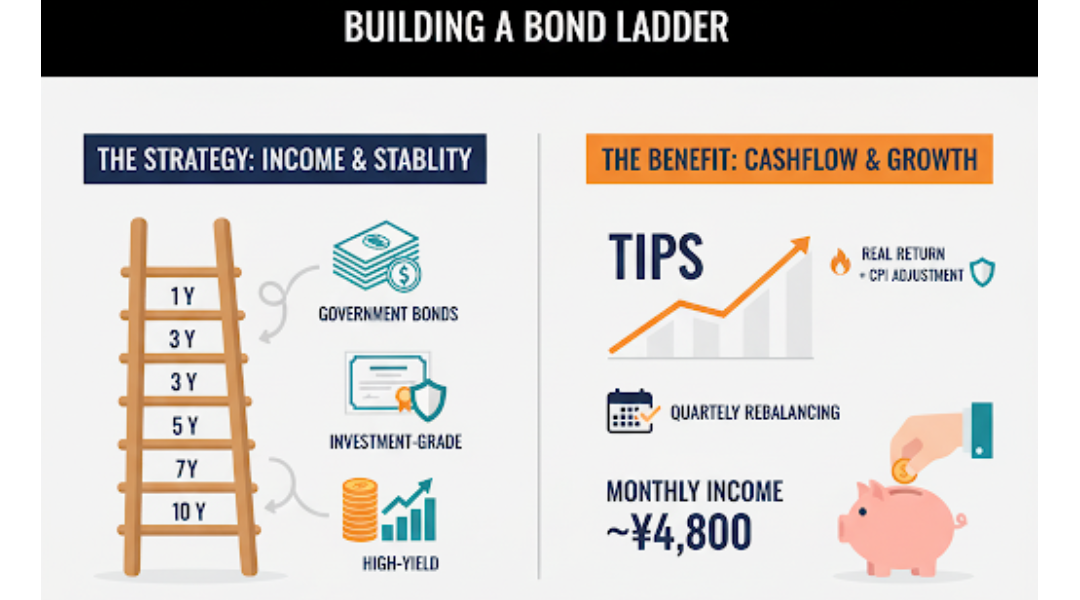 BUILDING A BOND LADDER
THE STRATEGY: INCOME & STABLITY
1 Y
3 Y
3 Y
5 Y
7Y
10 Y
GOVERNMENT BONDS
INVESTMENT-GRADE
HIGH-YIELD
THE BENEFIT: CASHFLOW & GROWTH
TIPS
REAL RETURN
+ CPI ADJUSTMENT
QUARTELY REBALANCING
MONTHLY INCOME
~¥4,800